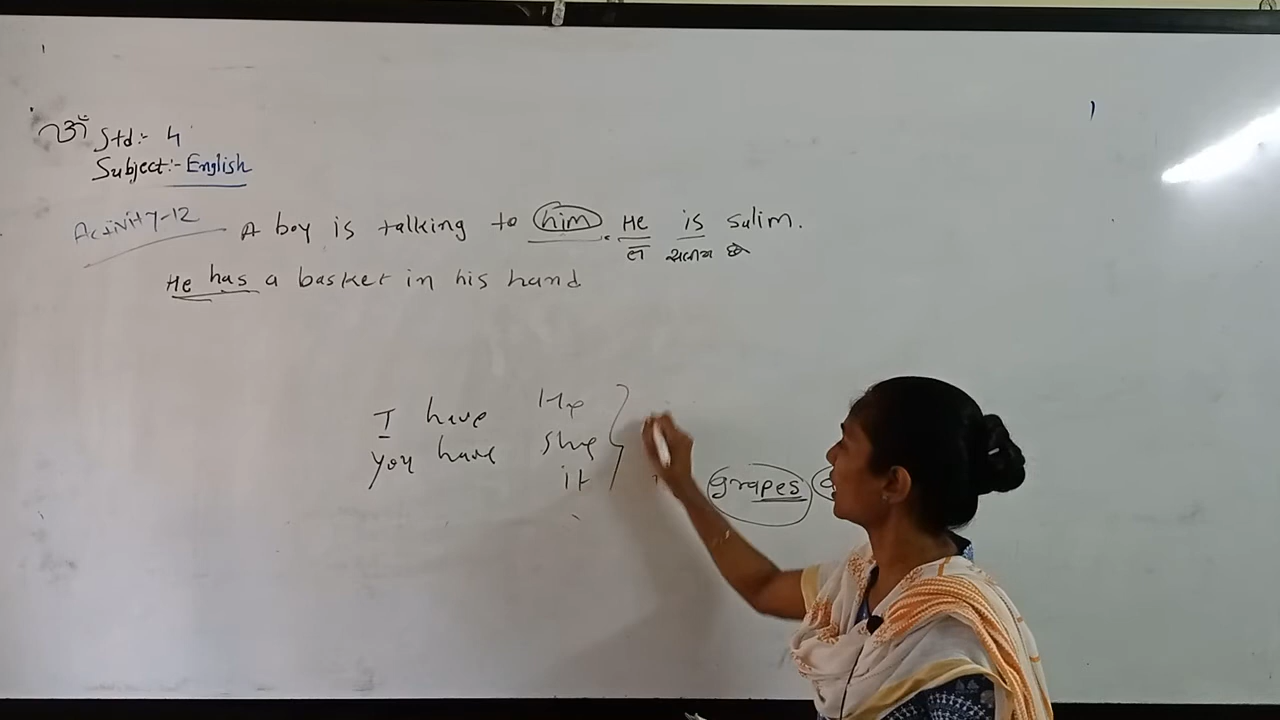 ૐ Std:- 4
Subject:- English
Activity-12 A boy is talking to him. He is Salim.
સલીમ છે
He has a basket in his hand
I have He
you have She
it
grapes